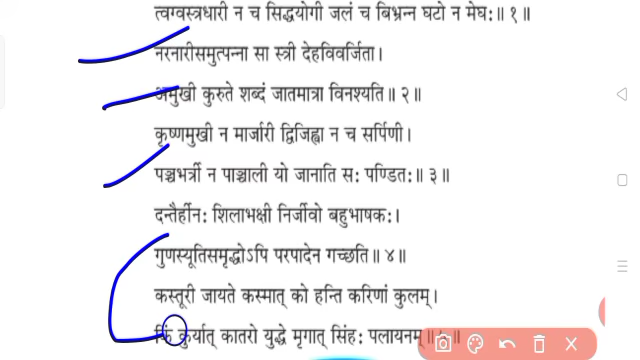 त्वग्वस्त्रधारी न च सिद्धयोगी जलं च बिभ्रन्न घटो न मेघः॥ १॥
नरनारीसमुत्पन्ना सा स्त्री देहविवर्जिता।
अमुखी कुरुते शब्दं जातमात्रा विनश्यति॥ २॥
कृष्णमुखी न मार्जारी द्विजिह्वा न च सर्पिणी।
पञ्चभर्त्री न पाञ्चाली यो जानाति सः पण्डितः॥ ३॥
दन्तैर्हीनः शिलाभक्षी निर्जीवो बहुभाषकः।
गुणस्यूतिसमृद्धोऽपि परपादेन गच्छति॥ ४॥
कस्तूरी जायते कस्मात् को हन्ति करिणां कुलम्।
किं कुर्यात् कातरो युद्धे मृगात् सिंहः पलायनम्॥